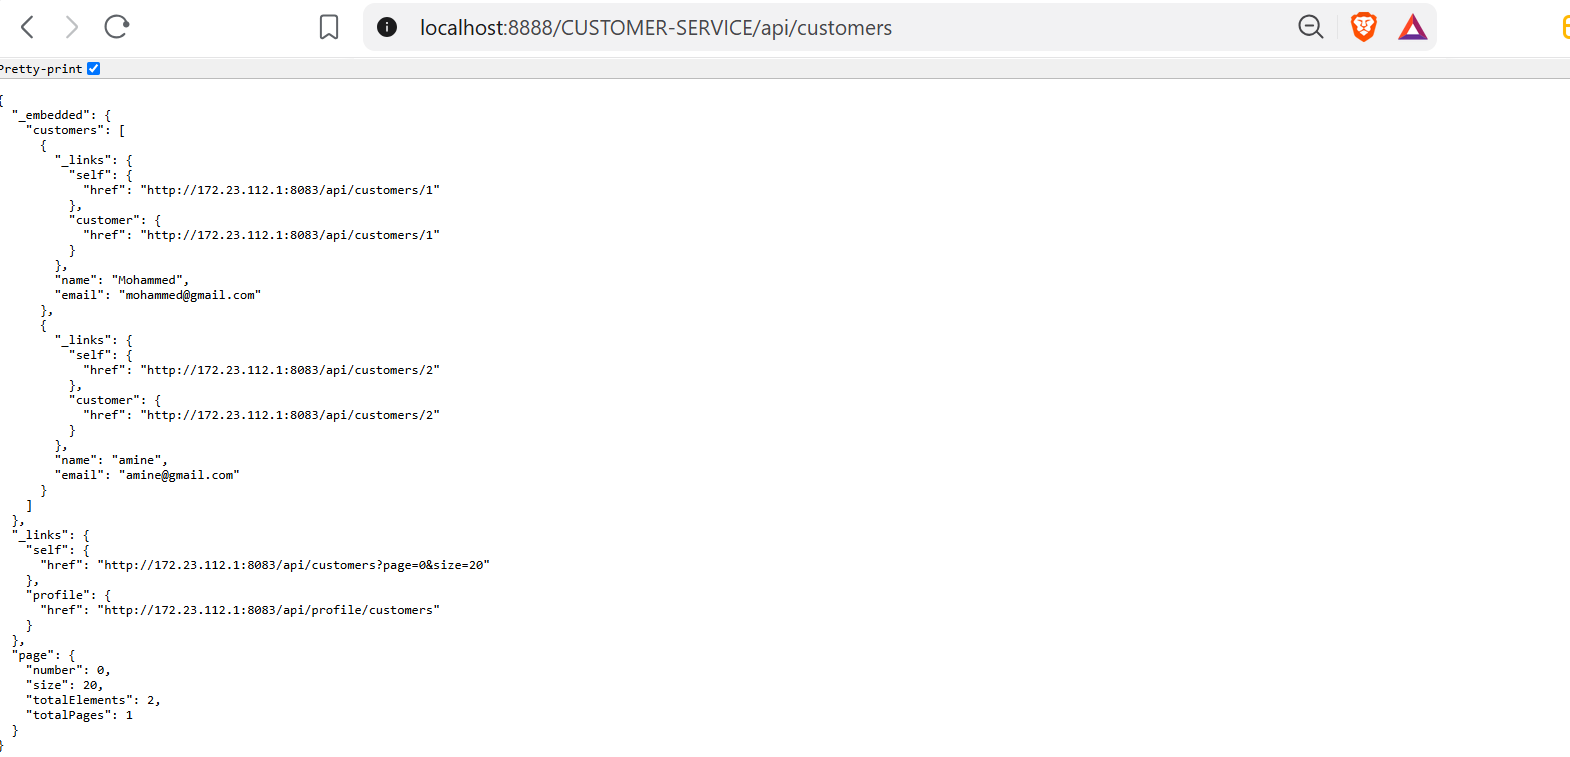 localhost:8888/CUSTOMER-SERVICE/api/customers
Pretty-print
{
  "_embedded": {
    "customers": [
      {
        "_links": {
          "self": {
            "href": "http://172.23.112.1:8083/api/customers/1"
          },
          "customer": {
            "href": "http://172.23.112.1:8083/api/customers/1"
          }
        },
        "name": "Mohammed",
        "email": "mohammed@gmail.com"
      },
      {
        "_links": {
          "self": {
            "href": "http://172.23.112.1:8083/api/customers/2"
          },
          "customer": {
            "href": "http://172.23.112.1:8083/api/customers/2"
          }
        },
        "name": "amine",
        "email": "amine@gmail.com"
      }
    ]
  },
  "_links": {
    "self": {
      "href": "http://172.23.112.1:8083/api/customers?page=0&size=20"
    },
    "profile": {
      "href": "http://172.23.112.1:8083/api/profile/customers"
    }
  },
  "page": {
    "number": 0,
    "size": 20,
    "totalElements": 2,
    "totalPages": 1
  }
}